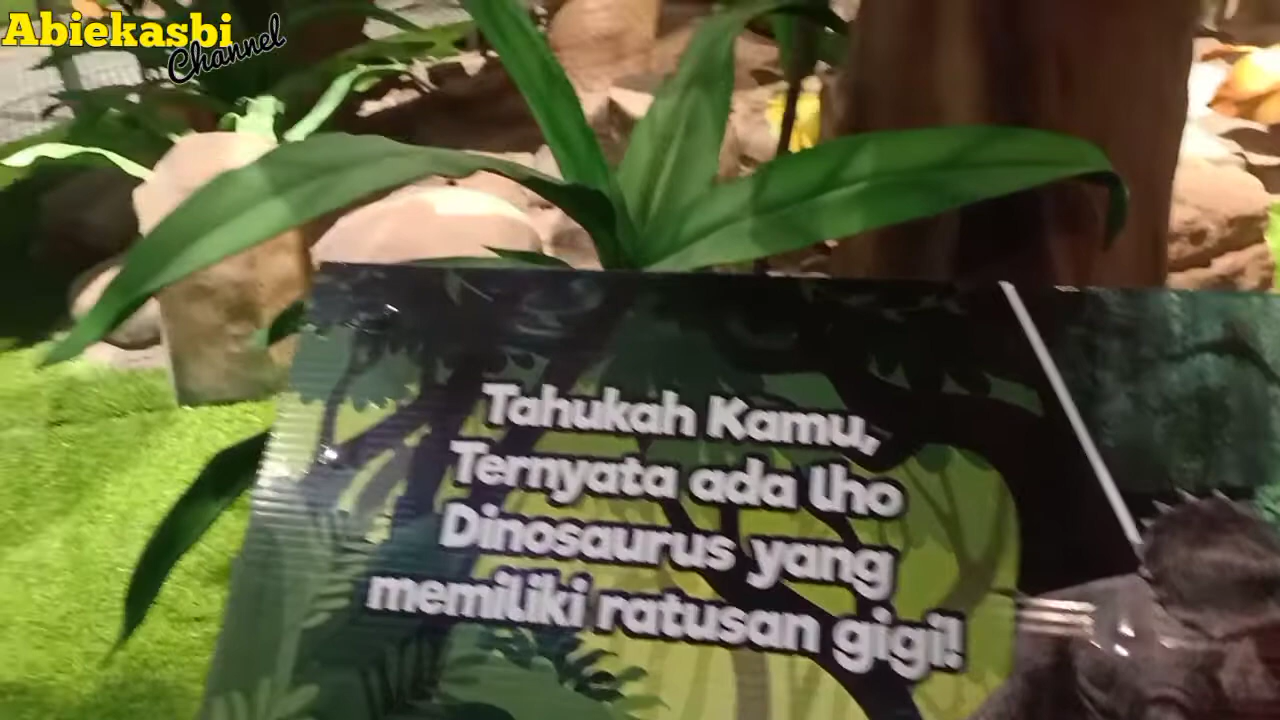 Abiekasbi
Channel
Tahukah Kamu,
Ternyata ada lho
Dinosaurus yang
memiliki ratusan gigi!